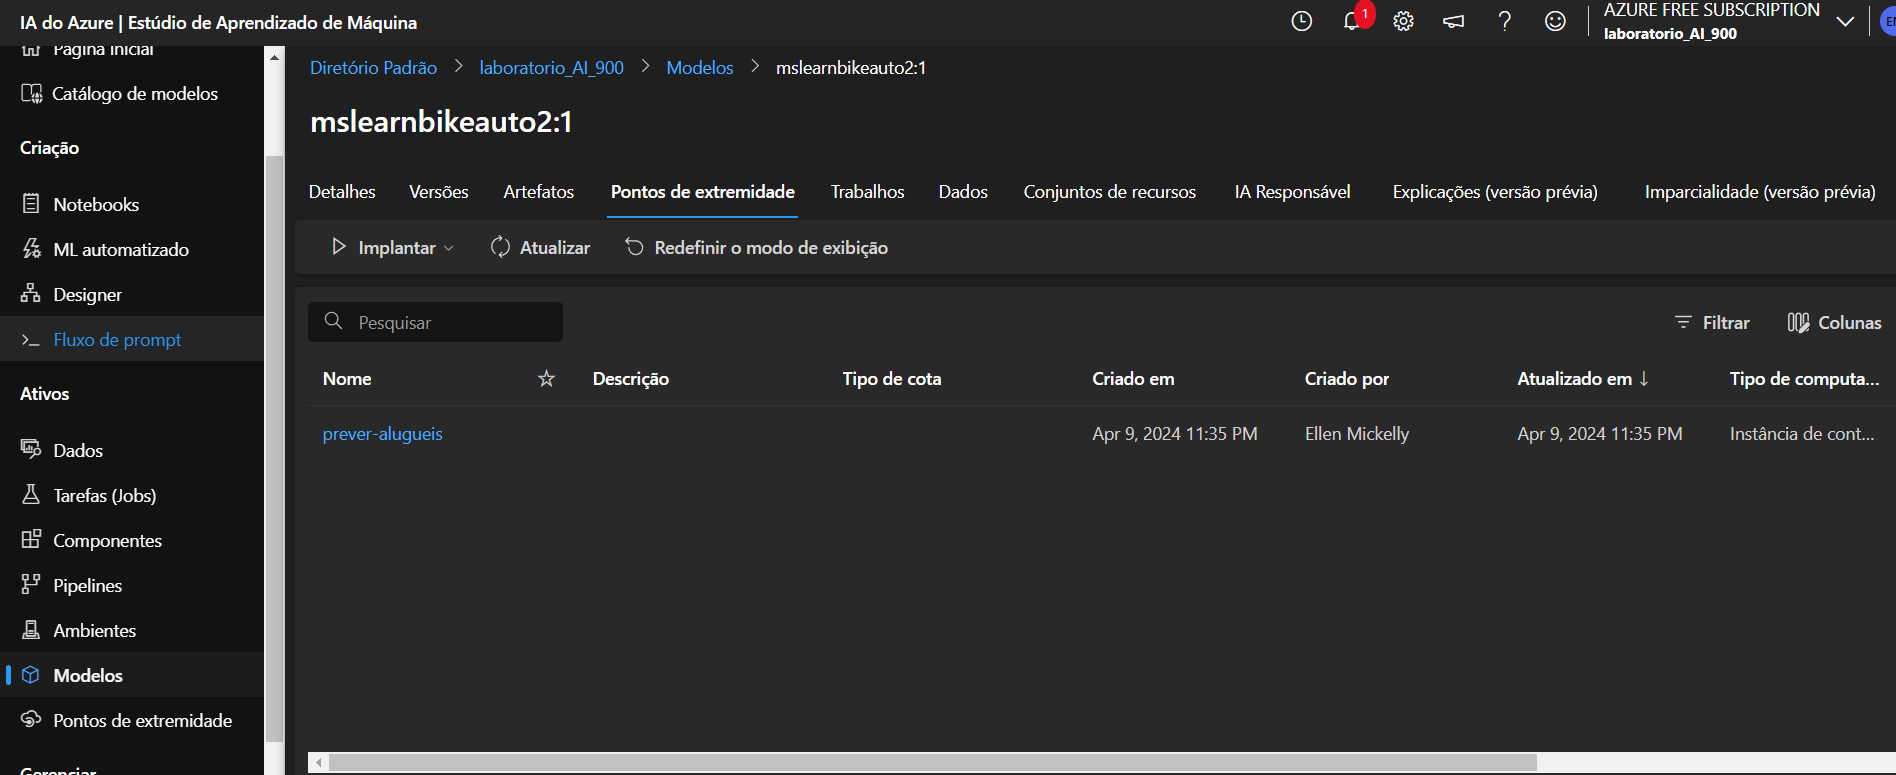 IA do Azure | Estúdio de Aprendizado de Máquina
1
AZURE FREE SUBSCRIPTION
laboratorio_AI_900
EN
Página inicial
Catálogo de modelos
Criação
Notebooks
ML automatizado
Designer
Fluxo de prompt
Ativos
Dados
Tarefas (Jobs)
Componentes
Pipelines
Ambientes
Modelos
Pontos de extremidade
Gerenciar
Diretório Padrão > laboratorio_AI_900 > Modelos > mslearnbikeauto2:1
mslearnbikeauto2:1
Detalhes Versões Artefatos Pontos de extremidade Trabalhos Dados Conjuntos de recursos IA Responsável Explicações (versão prévia) Imparcialidade (versão prévia)
Implantar Atualizar Redefinir o modo de exibição
Pesquisar
Filtrar Colunas
Nome Descrição Tipo de cota Criado em Criado por Atualizado em ↓ Tipo de computa...
prever-alugueis Apr 9, 2024 11:35 PM Ellen Mickelly Apr 9, 2024 11:35 PM Instância de cont...